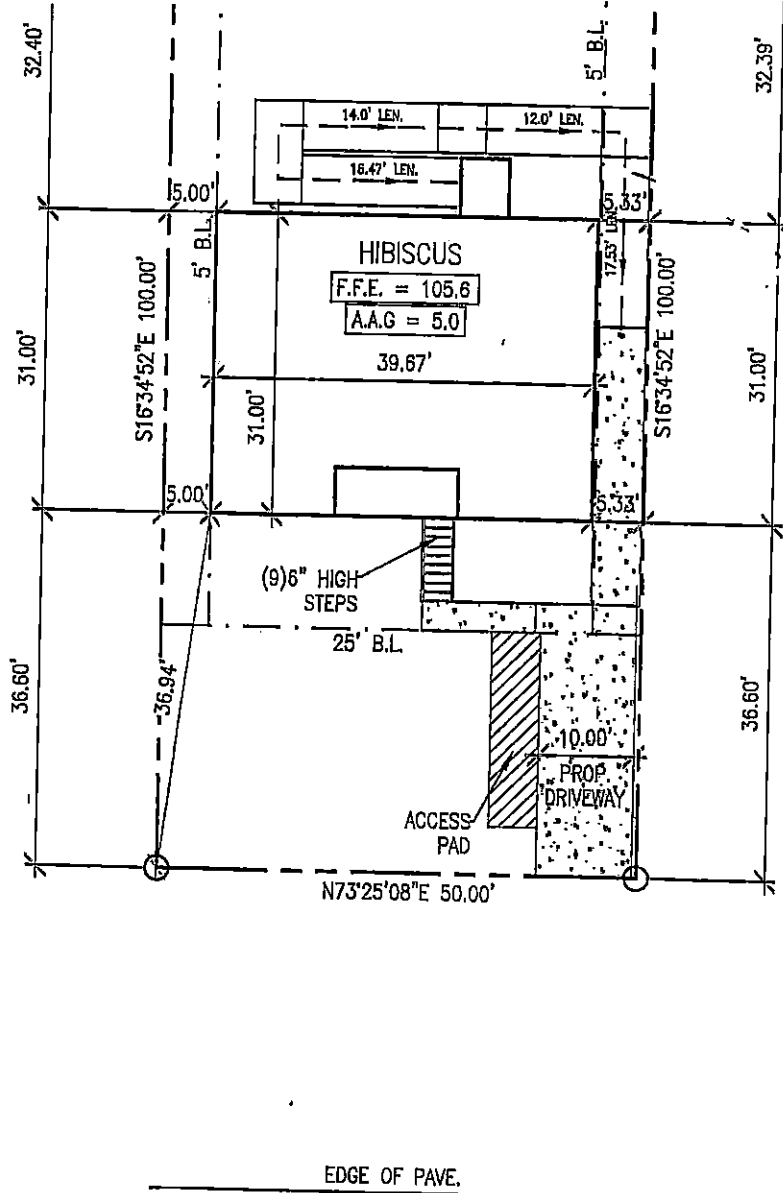 32.40'
5' B.L.
32.39'
14.0' LEN.
12.0' LEN.
16.47' LEN.
5.00'
5.33'
5' B.L.
17.53' LEN.
HIBISCUS
F.F.E. = 105.6
A.A.G = 5.0
S16°34'52"E 100.00'
S16°34'52"E 100.00'
31.00'
39.67'
31.00'
31.00'
5.00'
5.33'
(9)6" HIGH
STEPS
25' B.L.
36.60'
36.94'
36.60'
10.00'
PROP
DRIVEWAY
ACCESS
PAD
N73°25'08"E 50.00'
EDGE OF PAVE.